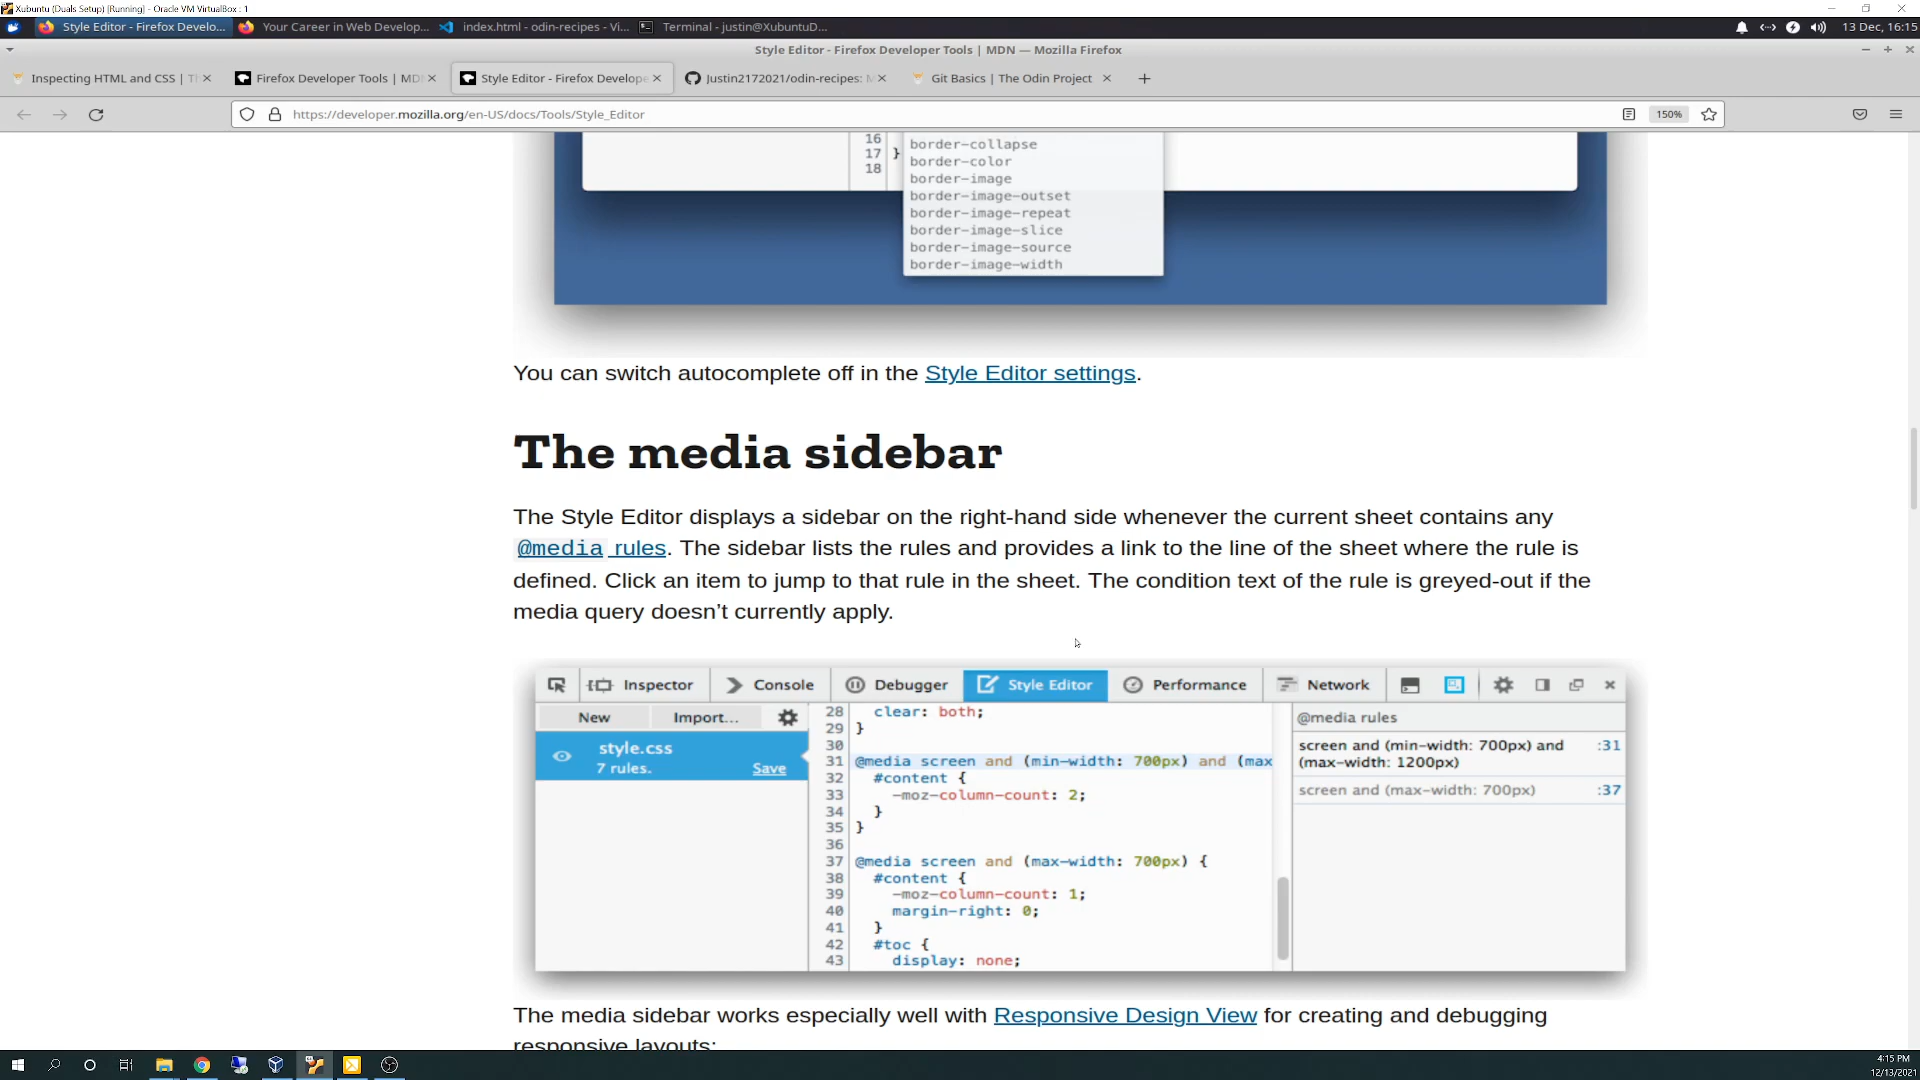 Xubuntu (Duals Setup) [Running] - Oracle VM VirtualBox : 1
Style Editor - Firefox Develo...
Your Career in Web Develop...
index.html - odin-recipes - Vi...
Terminal - justin@XubuntuD...
13 Dec, 16:15
Style Editor - Firefox Developer Tools | MDN — Mozilla Firefox
Inspecting HTML and CSS | T
Firefox Developer Tools | MD
Style Editor - Firefox Develope
Justin2172021/odin-recipes:
Git Basics | The Odin Project
https://developer.mozilla.org/en-US/docs/Tools/Style_Editor
150%
16
17 }
18
border-collapse
border-color
border-image
border-image-outset
border-image-repeat
border-image-slice
border-image-source
border-image-width
You can switch autocomplete off in the Style Editor settings.
The media sidebar
The Style Editor displays a sidebar on the right-hand side whenever the current sheet contains any
@media rules. The sidebar lists the rules and provides a link to the line of the sheet where the rule is
defined. Click an item to jump to that rule in the sheet. The condition text of the rule is greyed-out if the
media query doesn’t currently apply.
Inspector
Console
Debugger
Style Editor
Performance
Network
New
Import...
style.css
7 rules.
Save
28 clear: both;
29 }
30
31 @media screen and (min-width: 700px) and (max
32 #content {
33 -moz-column-count: 2;
34 }
35 }
36
37 @media screen and (max-width: 700px) {
38 #content {
39 -moz-column-count: 1;
40 margin-right: 0;
41 }
42 #toc {
43 display: none;
@media rules
screen and (min-width: 700px) and :31
(max-width: 1200px)
screen and (max-width: 700px) :37
The media sidebar works especially well with Responsive Design View for creating and debugging
responsive layouts:
4:15 PM
12/13/2021